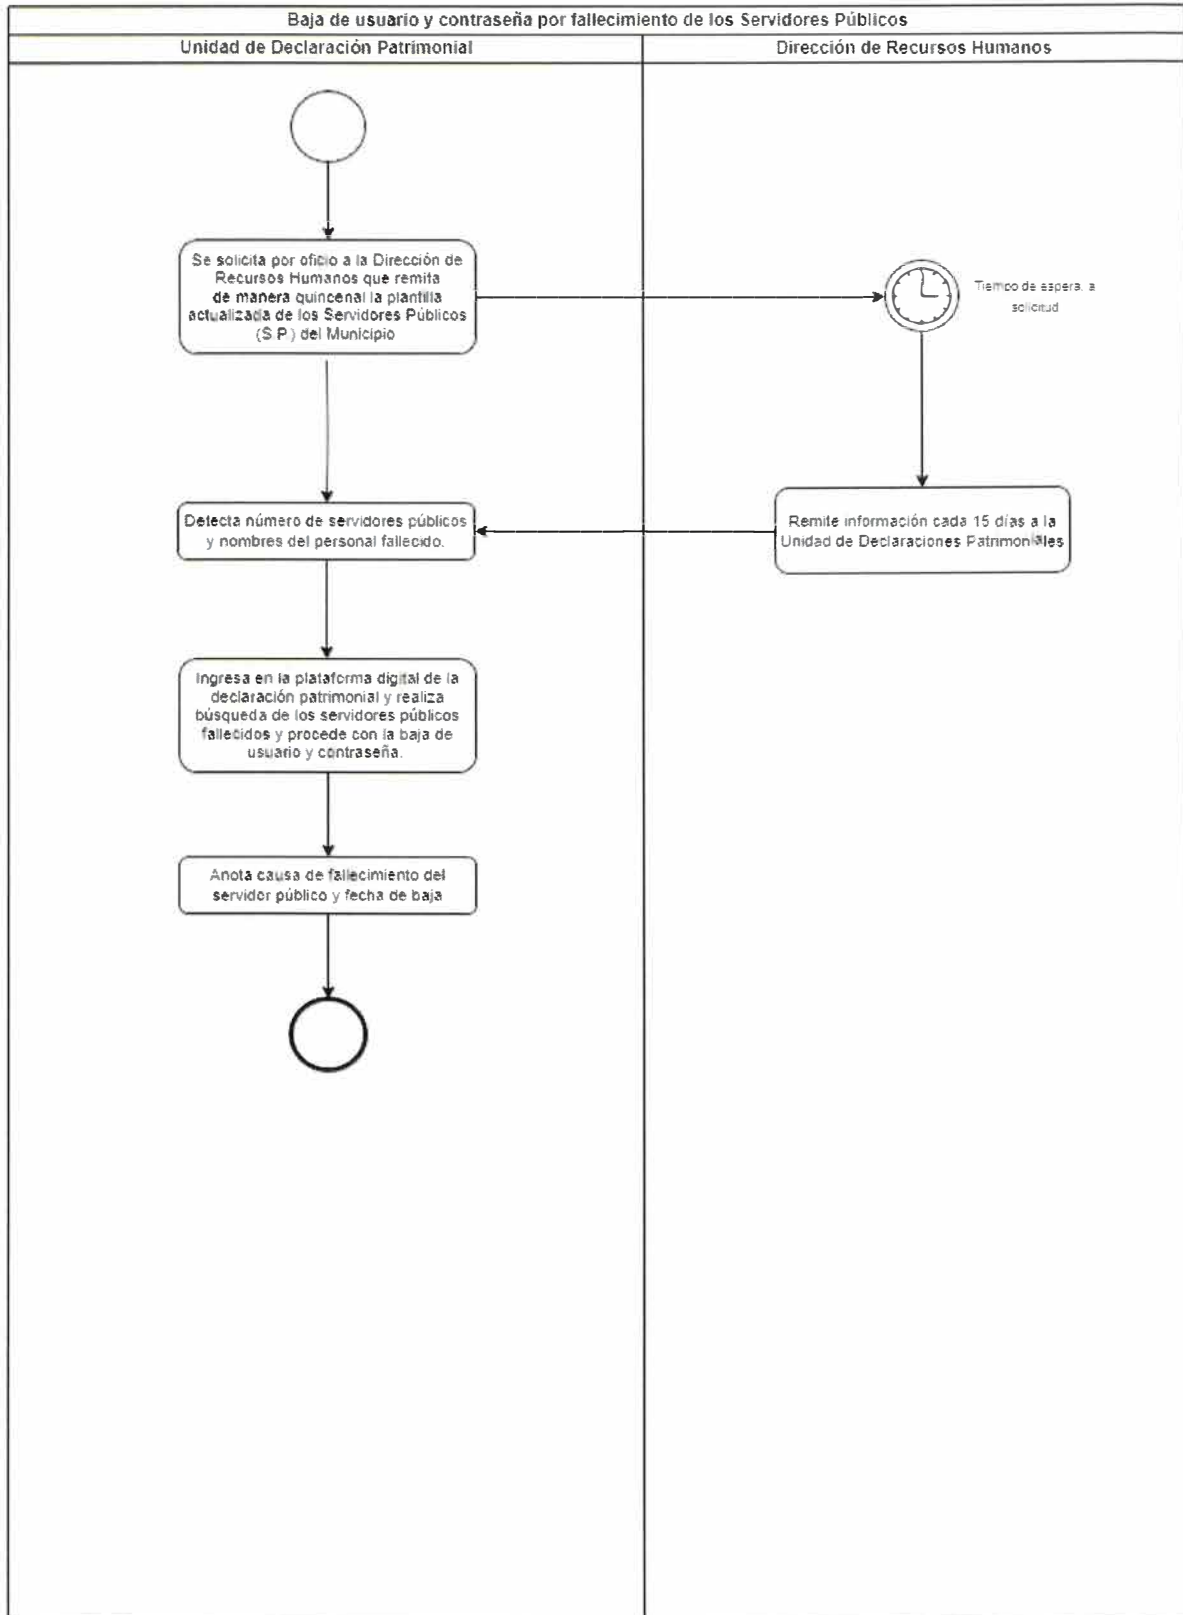 Baja de usuario y contraseña por fallecimiento de los Servidores Públicos
Unidad de Declaración Patrimonial
Dirección de Recursos Humanos
Se solicita por oficio a la Dirección de
Recursos Humanos que remita
de manera quincenal la plantilla
actualizada de los Servidores Públicos
(S.P.) del Municipio
Tiempo de espera. a
solicitud
Detecta número de servidores públicos
y nombres del personal fallecido.
Remite información cada 15 días a la
Unidad de Declaraciones Patrimoniales
Ingresa en la plataforma digital de la
declaración patrimonial y realiza
búsqueda de los servidores públicos
fallecidos y procede con la baja de
usuario y contraseña.
Anota causa de fallecimiento del
servidor público y fecha de baja